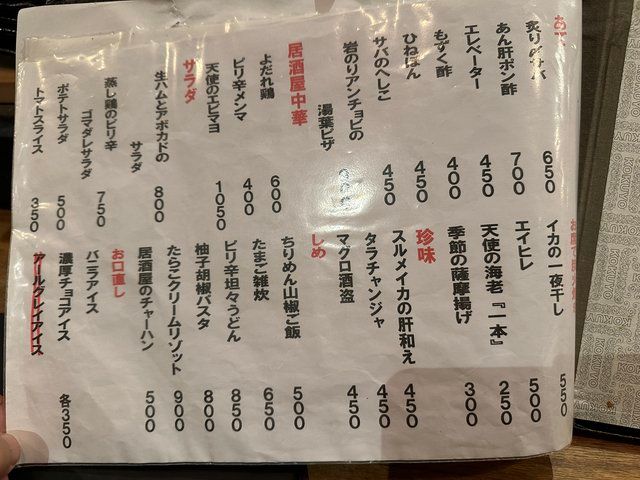 あて
炙りサバ 650
あん肝ポン酢 700
エレベーター 450
もずく酢 400
ひねぽん 450
サバのへしこ 450
岩のりアンチョビの
湯葉ピザ
居酒屋中華
よだれ鶏 600
ピリ辛メンマ 400
天使のエビマヨ 1050
サラダ
生ハムとアボカドの
サラダ 800
蒸し鶏のピリ辛
ゴマダレサラダ 750
ポテトサラダ 500
トマトスライス 350
イカの一夜干し 550
エイヒレ 500
天使の海老『一本』 250
季節の薩摩揚げ 300
珍味
スルメイカの肝和え 450
タラチャンジャ 450
マグロ酒盗 450
しめ
ちりめん山椒ご飯 500
たまご雑炊 650
ピリ辛坦々うどん 850
柚子胡椒パスタ 800
たらこクリームリゾット 900
居酒屋のチャーハン 500
お口直し
バニラアイス
濃厚チョコアイス 各350
アールグレイアイス
KOKUYO